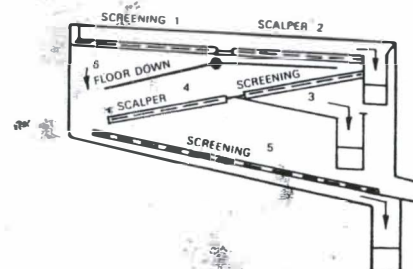 SCREENING 1
SCALPER 2
6
FLOOR DOWN
SCREENING
4
3
SCALPER
SCREENING 5